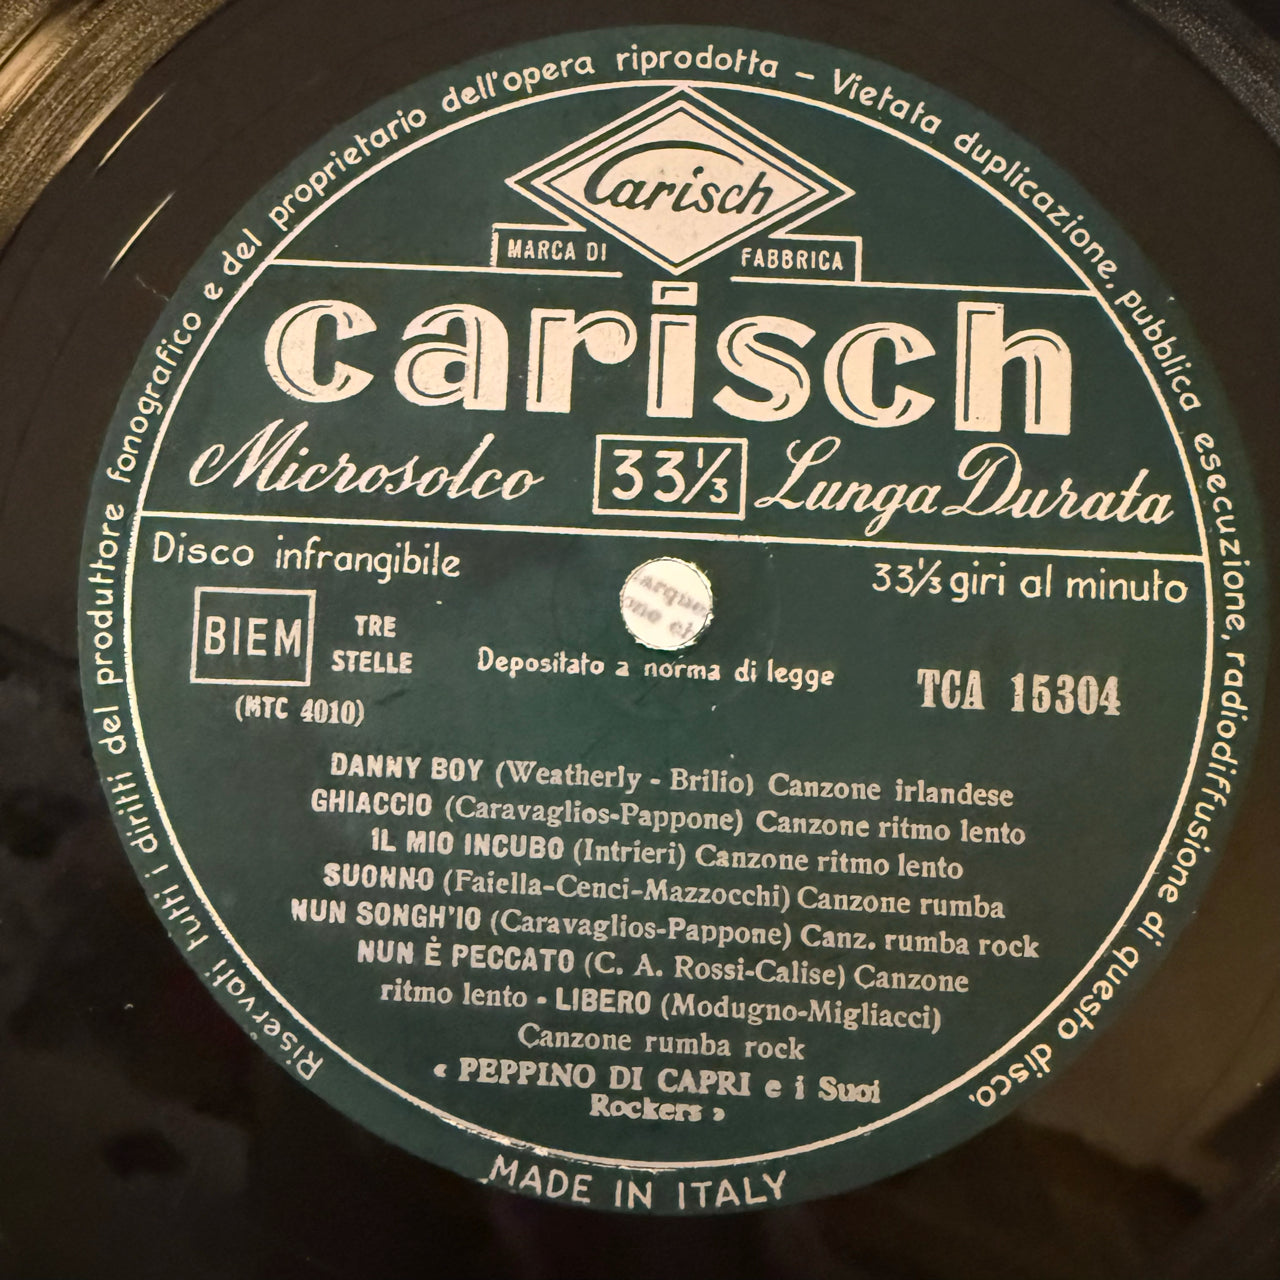 Riservati tutti i diritti del produttore fonografico e del proprietario dell'opera riprodotta – Vietata duplicazione, pubblica esecuzione, radiodiffusione di questo disco.
Carisch
MARCA DI FABBRICA
carisch
Microsolco 33⅓ Lunga Durata
Disco infrangibile
33⅓ giri al minuto
BIEM
TRE
STELLE
Depositato a norma di legge
TCA 15304
(MTC 4010)
DANNY BOY (Weatherly - Brilio) Canzone irlandese
GHIACCIO (Caravaglios-Pappone) Canzone ritmo lento
IL MIO INCUBO (Intrieri) Canzone ritmo lento
SUONNO (Faiella-Cenci-Mazzocchi) Canzone rumba
NUN SONGH'IO (Caravaglios-Pappone) Canz. rumba rock
NUN È PECCATO (C. A. Rossi-Calise) Canzone
ritmo lento - LIBERO (Modugno-Migliacci)
Canzone rumba rock
« PEPPINO DI CAPRI e i Suoi
Rockers »
MADE IN ITALY